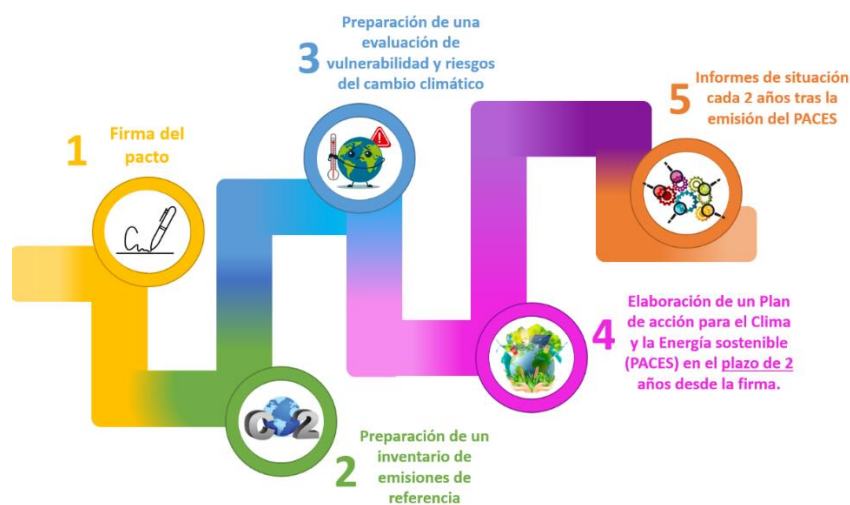 1
Firma del
pacto
CO2
2
Preparación de un
inventario de
emisiones de
referencia
3
Preparación de una
evaluación de
vulnerabilidad y riesgos
del cambio climático
4
Elaboración de un Plan
de acción para el Clima
y la Energía sostenible
(PACES) en el plazo de 2
años desde la firma.
5
Informes de situación
cada 2 años tras la
emisión del PACES